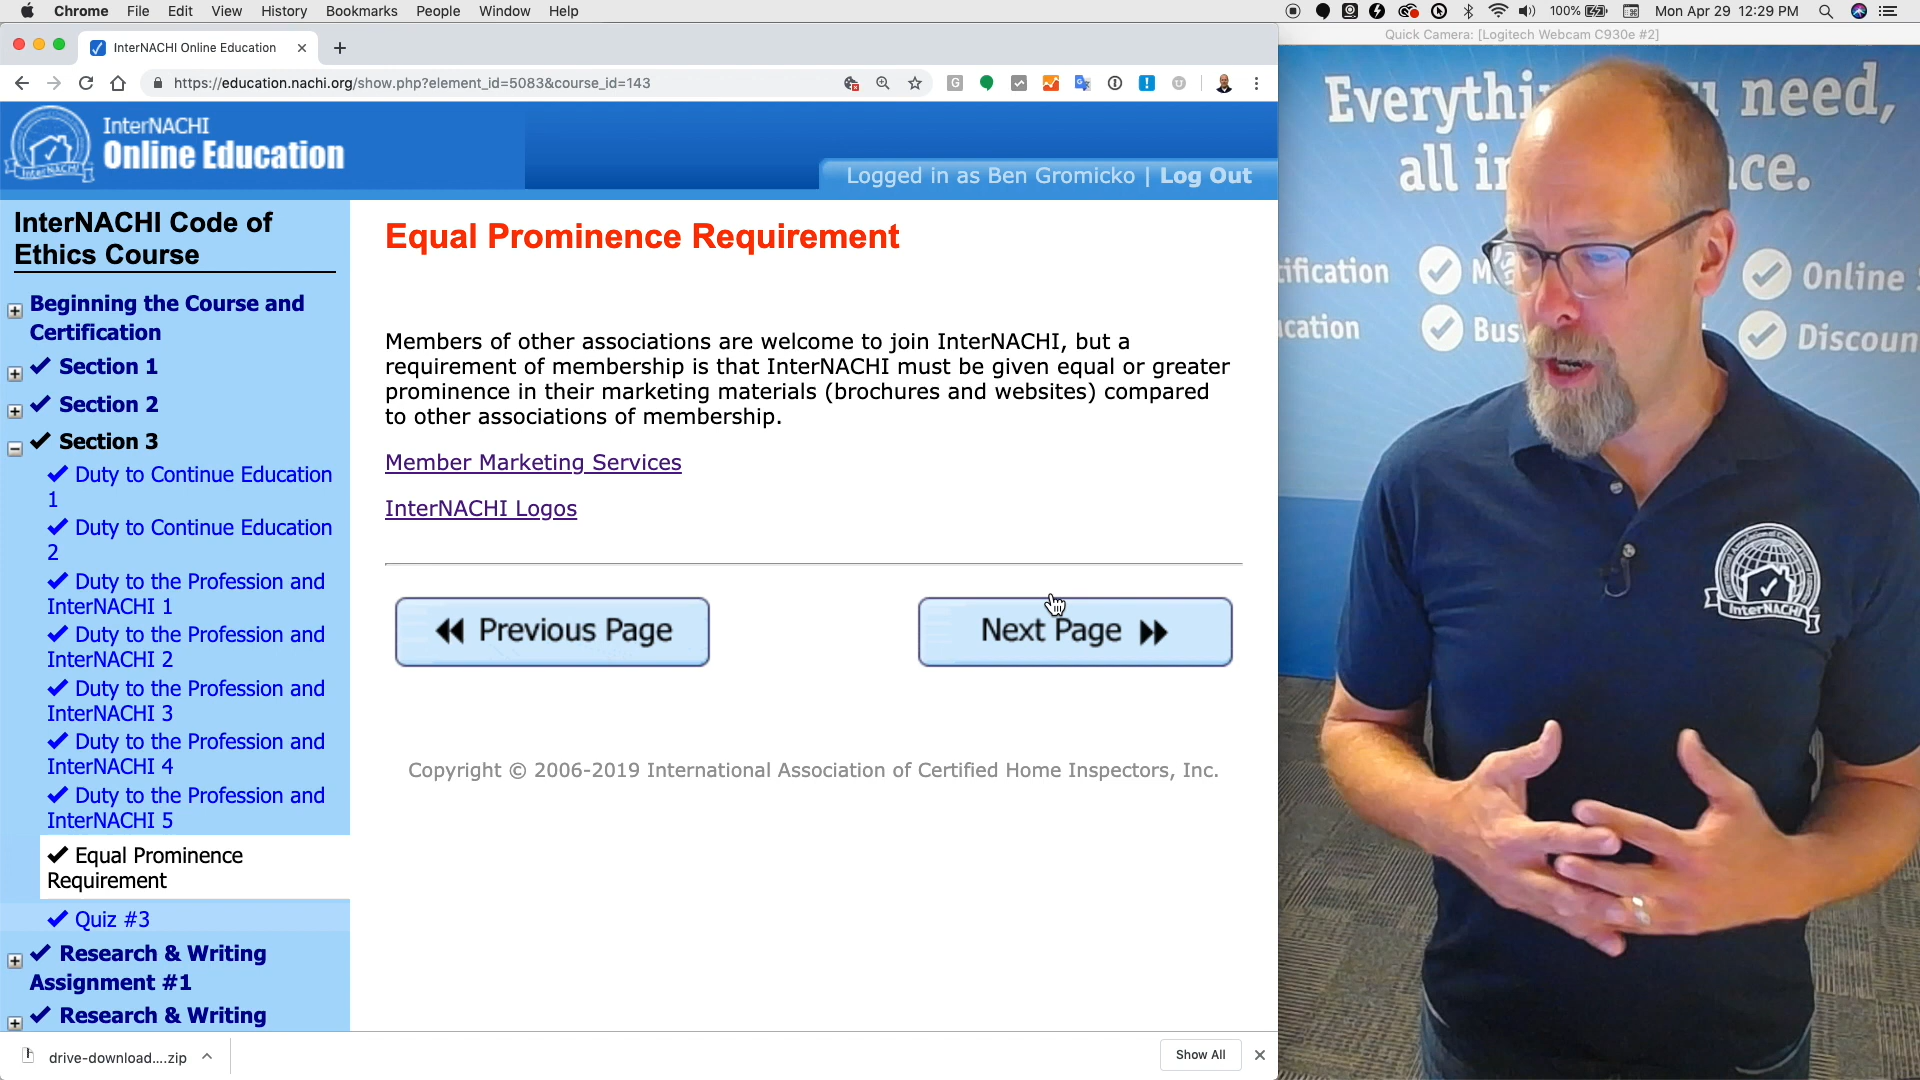 Chrome File Edit View History Bookmarks People Window Help
100% Mon Apr 29 12:29 PM
Quick Camera: [Logitech Webcam C930e #2]
InterNACHI Online Education
https://education.nachi.org/show.php?element_id=5083&course_id=143
InterNACHI
Online Education
Logged in as Ben Gromicko | Log Out
InterNACHI Code of
Ethics Course
Beginning the Course and
Certification
Section 1
Section 2
Section 3
Duty to Continue Education
1
Duty to Continue Education
2
Duty to the Profession and
InterNACHI 1
Duty to the Profession and
InterNACHI 2
Duty to the Profession and
InterNACHI 3
Duty to the Profession and
InterNACHI 4
Duty to the Profession and
InterNACHI 5
Equal Prominence
Requirement
Quiz #3
Research & Writing
Assignment #1
Research & Writing
Equal Prominence Requirement
Members of other associations are welcome to join InterNACHI, but a
requirement of membership is that InterNACHI must be given equal or greater
prominence in their marketing materials (brochures and websites) compared
to other associations of membership.
Member Marketing Services
InterNACHI Logos
Previous Page
Next Page
Copyright © 2006-2019 International Association of Certified Home Inspectors, Inc.
drive-download....zip
Show All
need,
all
Online
Discoun
InterNACHI